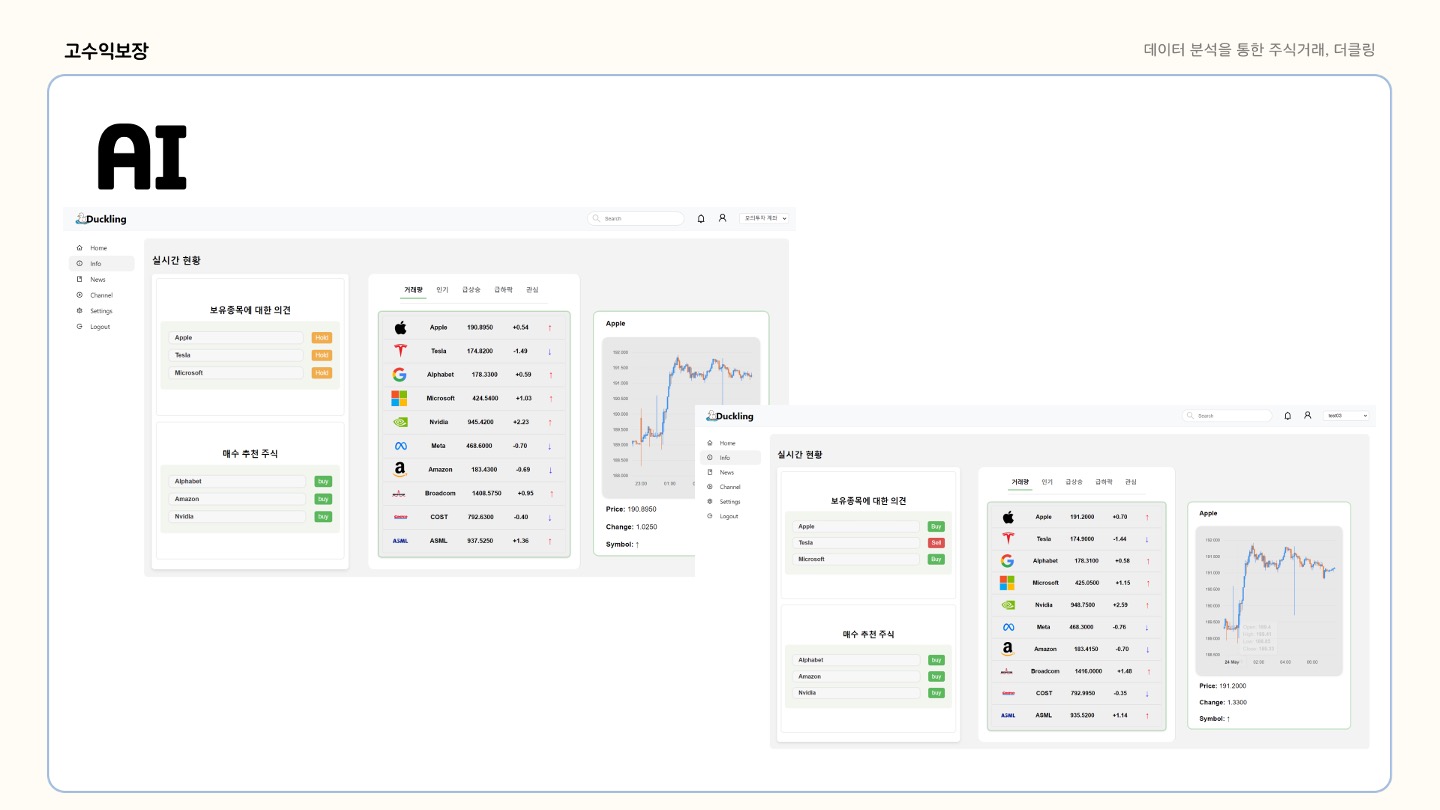 고수익보장
데이터 분석을 통한 주식거래, 더클링
AI
Duckling
Search
모의투자 계좌
Home
Info
News
Channel
Settings
Logout
실시간 현황
보유종목에 대한 의견
Apple Hold
Tesla Hold
Microsoft Hold
매수 추천 주식
Alphabet buy
Amazon buy
Nvidia buy
거래량 인기 급상승 급하락 관심
Apple 190.8950 +0.54 ↑
Tesla 174.8200 -1.49 ↓
Alphabet 178.3300 +0.59 ↑
Microsoft 424.5400 +1.03 ↑
Nvidia 945.4200 +2.23 ↑
Meta 468.6000 -0.70 ↓
amazon Amazon 183.4300 -0.69 ↓
Broadcom 1408.5750 +0.95 ↑
COST 792.6300 -0.40 ↓
ASML ASML 937.5250 +1.36 ↑
Apple
23:00 01:00
Price: 190.8950
Change: 1.0250
Symbol: ↑
Duckling
Search
test03
Home
Info
News
Channel
Settings
Logout
실시간 현황
보유종목에 대한 의견
Apple Buy
Tesla Sell
Microsoft Buy
매수 추천 주식
Alphabet buy
Amazon buy
Nvidia buy
거래량 인기 급상승 급하락 관심
Apple 191.2000 +0.70 ↑
Tesla 174.9000 -1.44 ↓
Alphabet 178.3100 +0.58 ↑
Microsoft 425.0500 +1.15 ↑
Nvidia 948.7500 +2.59 ↑
Meta 468.3000 -0.76 ↓
Amazon 183.4150 -0.70 ↓
Broadcom 1416.0000 +1.48 ↑
COST 792.9950 -0.35 ↓
ASML ASML 935.5200 +1.14 ↑
Apple
24 May 02:00 04:00 06:00
Price: 191.2000
Change: 1.3300
Symbol: ↑